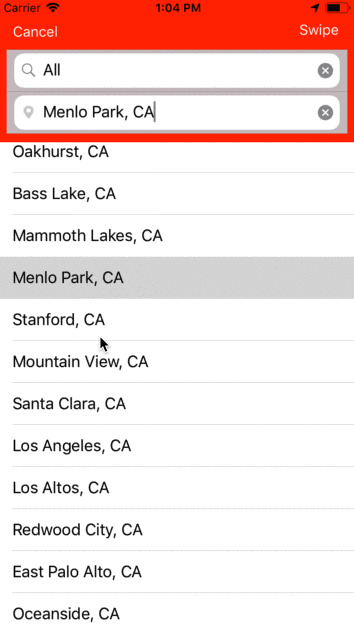 Carrier 1:04 PM
Cancel Swipe
All
Menlo Park, CA
Oakhurst, CA
Bass Lake, CA
Mammoth Lakes, CA
Menlo Park, CA
Stanford, CA
Mountain View, CA
Santa Clara, CA
Los Angeles, CA
Los Altos, CA
Redwood City, CA
East Palo Alto, CA
Oceanside, CA